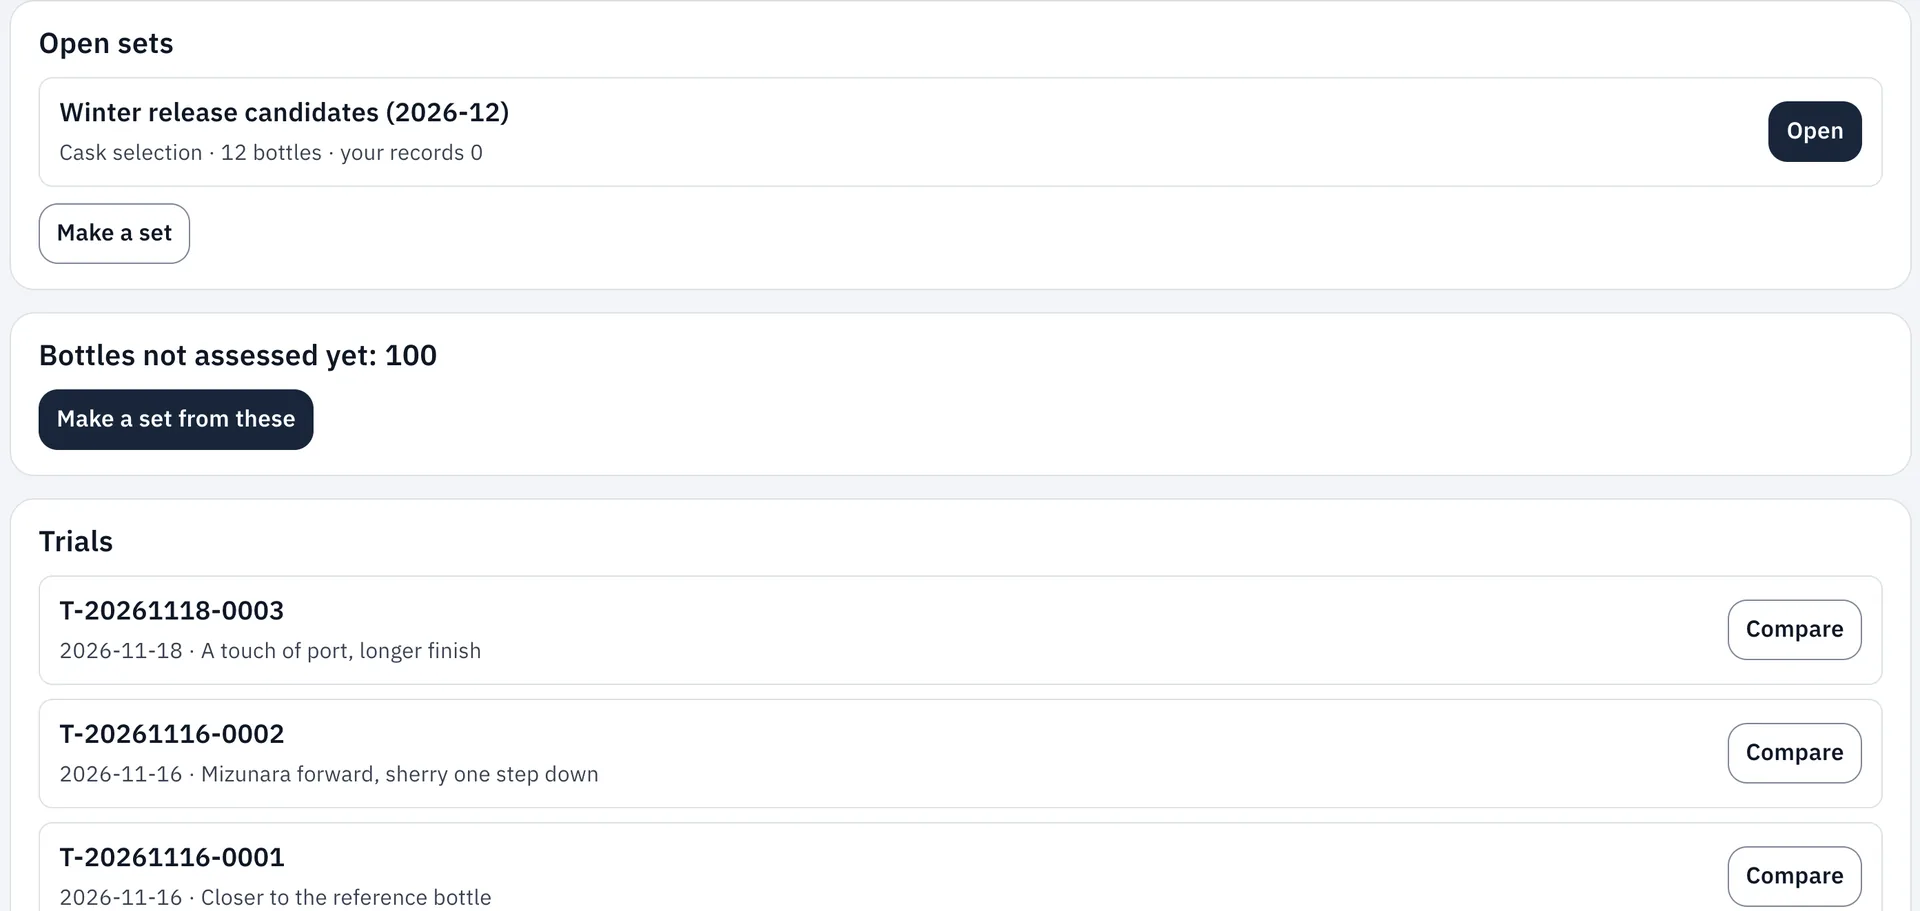 Open sets
Winter release candidates (2026-12)
Cask selection · 12 bottles · your records 0
Open
Make a set
Bottles not assessed yet: 100
Make a set from these
Trials
T-20261118-0003
2026-11-18 · A touch of port, longer finish
Compare
T-20261116-0002
2026-11-16 · Mizunara forward, sherry one step down
Compare
T-20261116-0001
2026-11-16 · Closer to the reference bottle
Compare